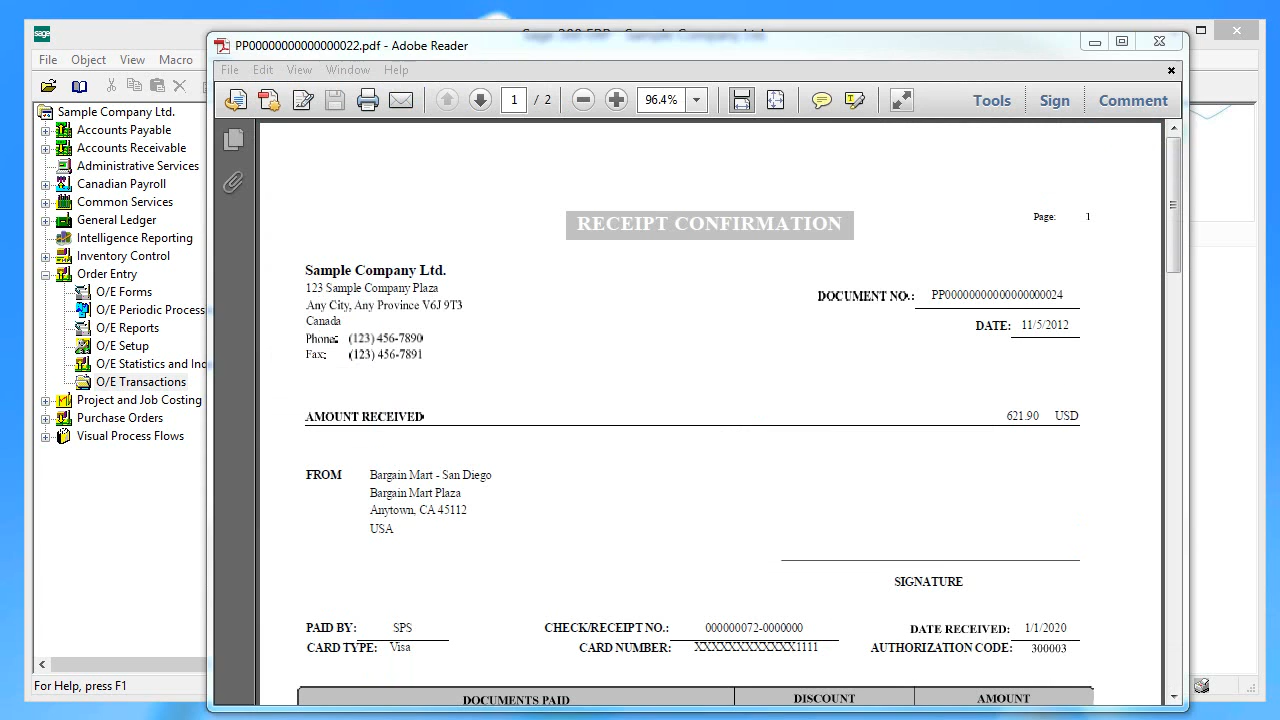 sage
File Object View Macro
Sample Company Ltd.
Accounts Payable
Accounts Receivable
Administrative Services
Canadian Payroll
Common Services
General Ledger
Intelligence Reporting
Inventory Control
Order Entry
O/E Forms
O/E Periodic Process
O/E Reports
O/E Setup
O/E Statistics and
O/E Transactions
Project and Job Costing
Purchase Orders
Visual Process Flows
For Help, press F1
PP00000000000000022.pdf - Adobe Reader
File Edit View Window Help
1 / 2 96.4% Tools Sign Comment
RECEIPT CONFIRMATION
Page: 1
Sample Company Ltd.
123 Sample Company Plaza
Any City, Any Province V6J 9T3
Canada
Phone: (123) 456-7890
Fax: (123) 456-7891
DOCUMENT NO.: PP00000000000000000024
DATE: 11/5/2012
AMOUNT RECEIVED 621.90 USD
FROM Bargain Mart - San Diego
Bargain Mart Plaza
Anytown, CA 45112
USA
SIGNATURE
PAID BY: SPS CHECK/RECEIPT NO.: 000000072-0000000 DATE RECEIVED: 1/1/2020
CARD TYPE: Visa CARD NUMBER: XXXXXXXXXXXXX1111 AUTHORIZATION CODE: 300003
DOCUMENTS PAID DISCOUNT AMOUNT